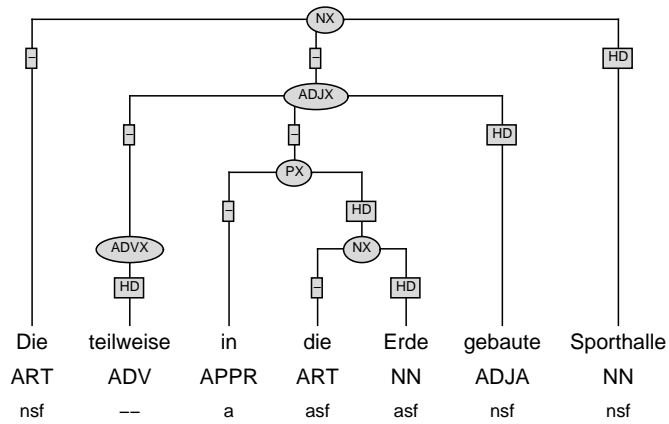 NX
– – HD
ADJX
– – HD
PX
– HD
ADVX NX
HD – HD
Die teilweise in die Erde gebaute Sporthalle
ART ADV APPR ART NN ADJA NN
nsf −− a asf asf nsf nsf